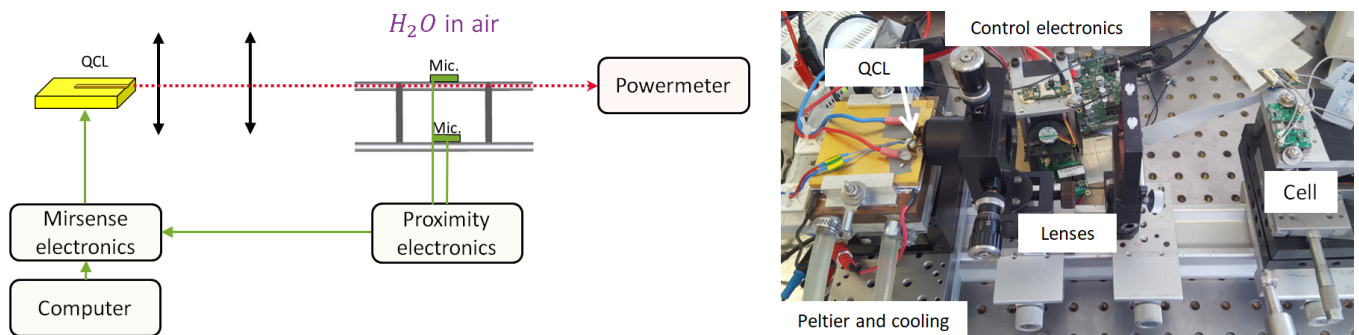 H₂O in air
QCL
Mic.
Mic.
Powermeter
Mirsense
electronics
Proximity
electronics
Computer
Control electronics
QCL
Lenses
Cell
Peltier and cooling